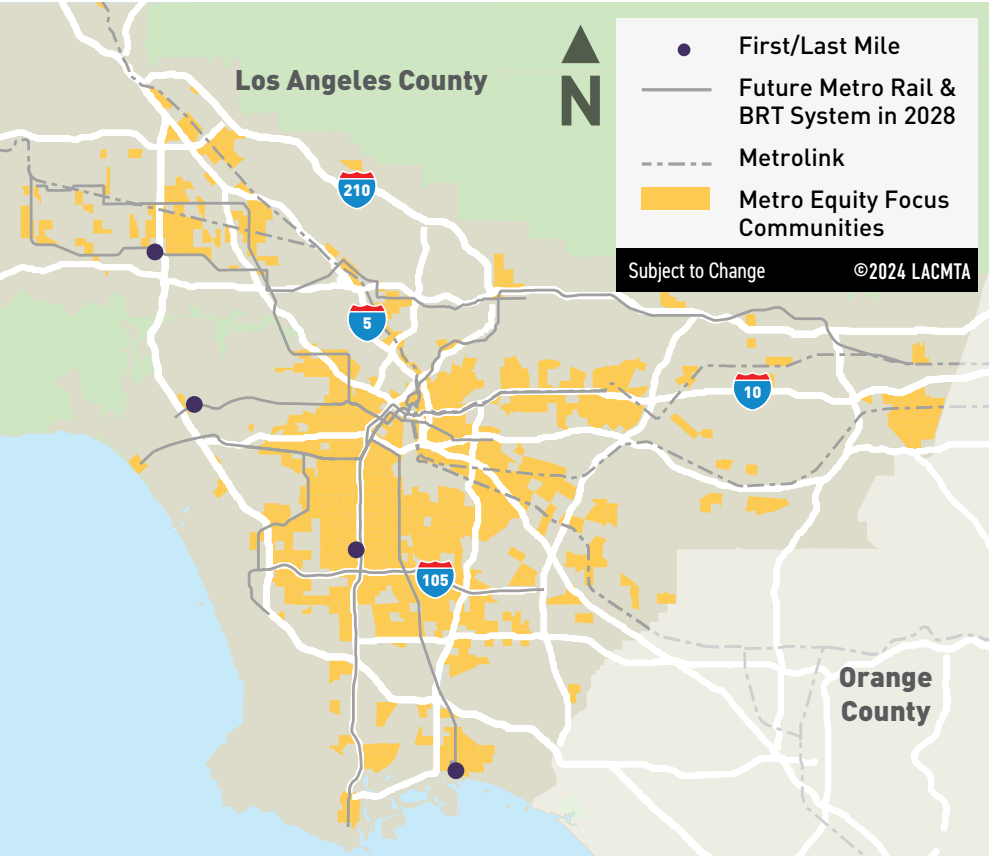 Los Angeles County
N
First/Last Mile
Future Metro Rail &
BRT System in 2028
Metrolink
Metro Equity Focus
Communities
Subject to Change
©2024 LACMTA
210
5
10
105
Orange
County